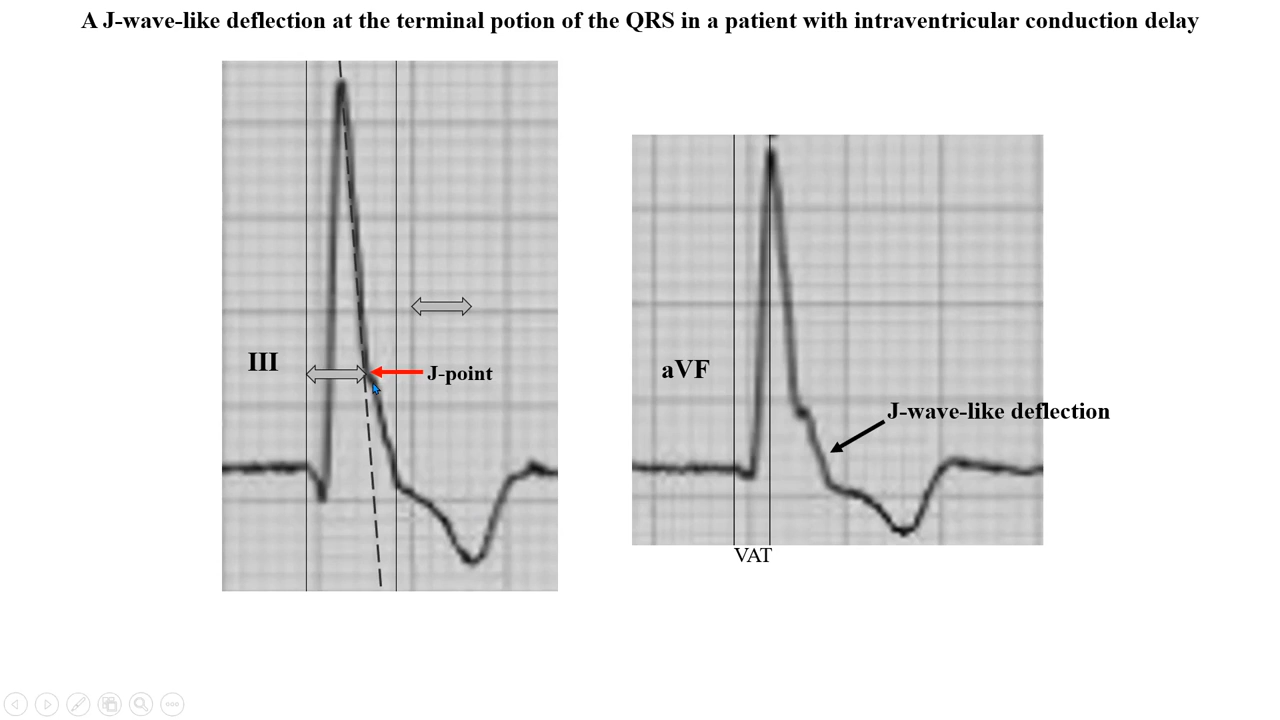 A J-wave-like deflection at the terminal potion of the QRS in a patient with intraventricular conduction delay
III
J-point
aVF
J-wave-like deflection
VAT